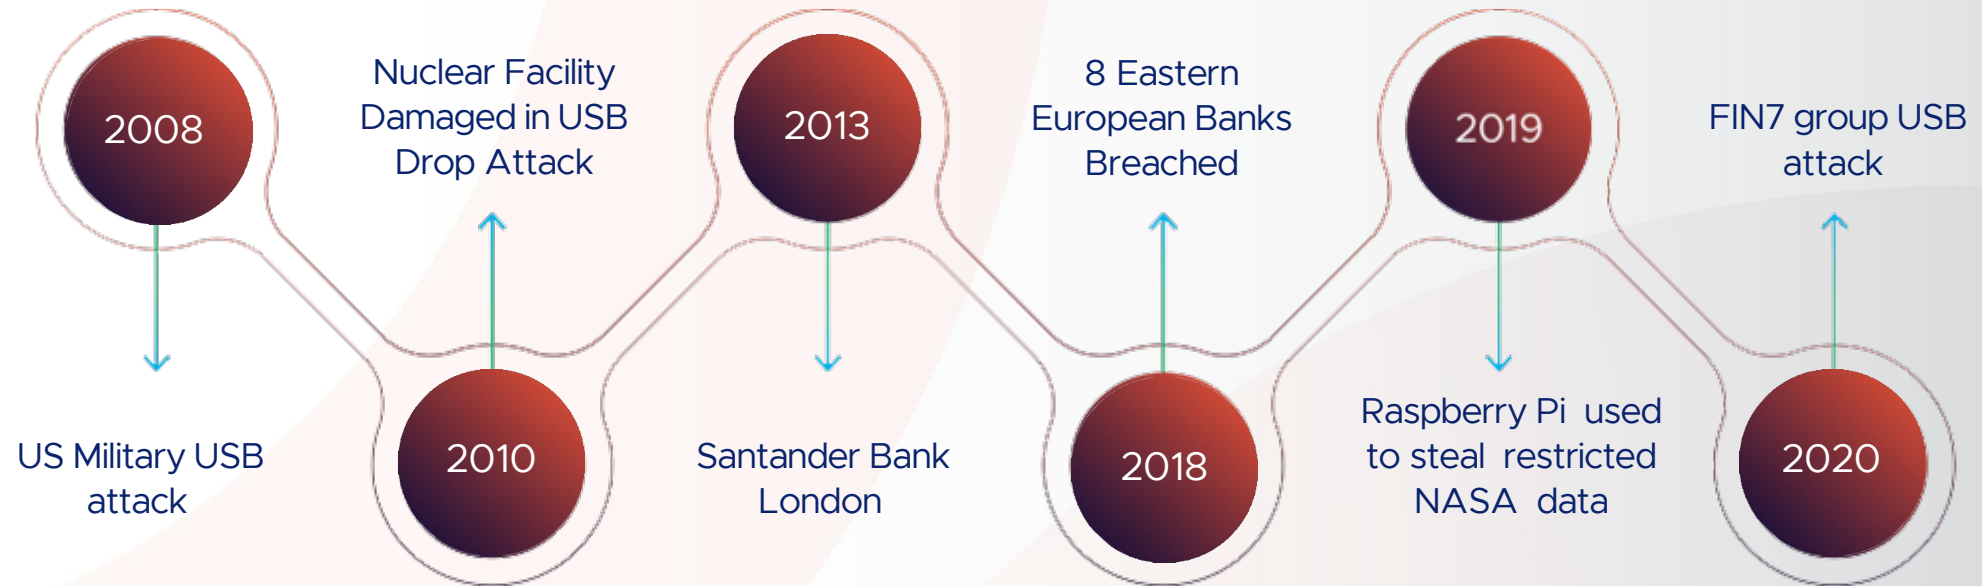 2008
US Military USB
attack
Nuclear Facility
Damaged in USB
Drop Attack
2010
2013
Santander Bank
London
8 Eastern
European Banks
Breached
2018
2019
Raspberry Pi used
to steal restricted
NASA data
FIN7 group USB
attack
2020